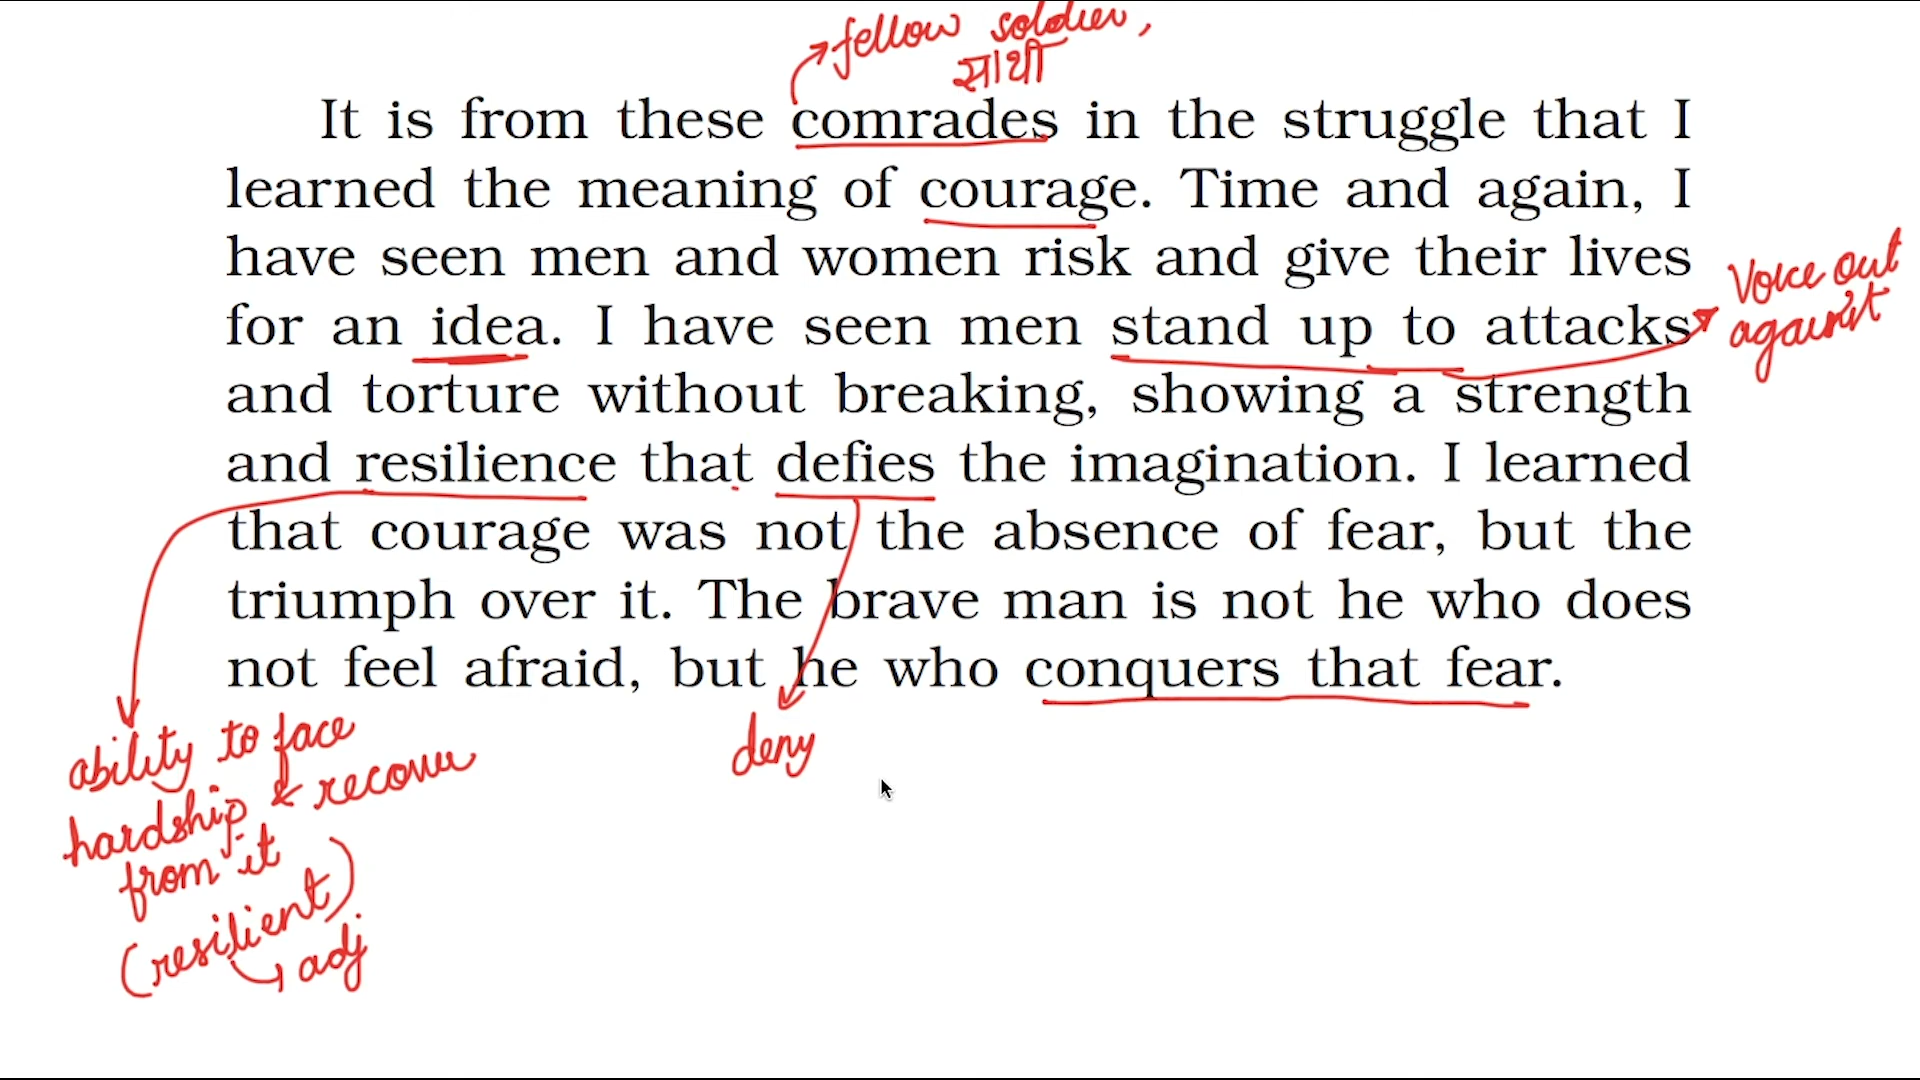 fellow soldier,
साथी
It is from these comrades in the struggle that I
learned the meaning of courage. Time and again, I
have seen men and women risk and give their lives
for an idea. I have seen men stand up to attacks
Voice out
against
and torture without breaking, showing a strength
and resilience that defies the imagination. I learned
that courage was not the absence of fear, but the
triumph over it. The brave man is not he who does
not feel afraid, but he who conquers that fear.
ability to face
hardship & recover
from it
(resilient)
adj
deny